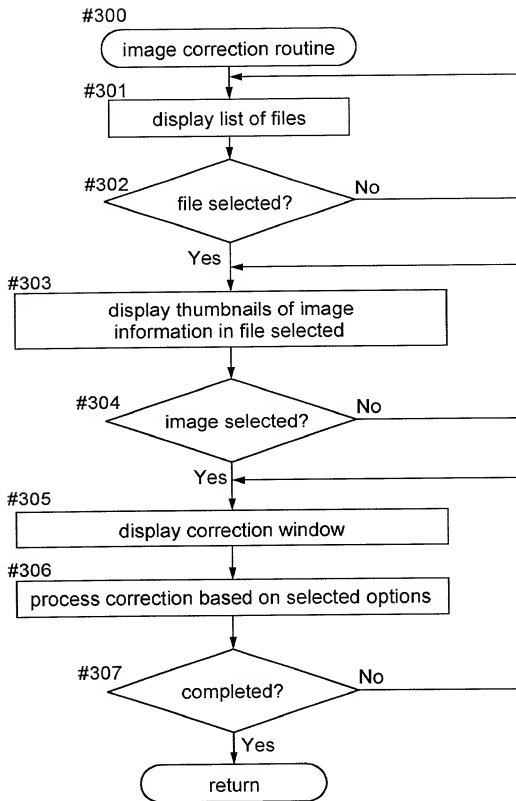 #300
image correction routine
#301
display list of files
#302
file selected?
No
Yes
#303
display thumbnails of image
information in file selected
#304
image selected?
No
Yes
#305
display correction window
#306
process correction based on selected options
#307
completed?
No
Yes
return